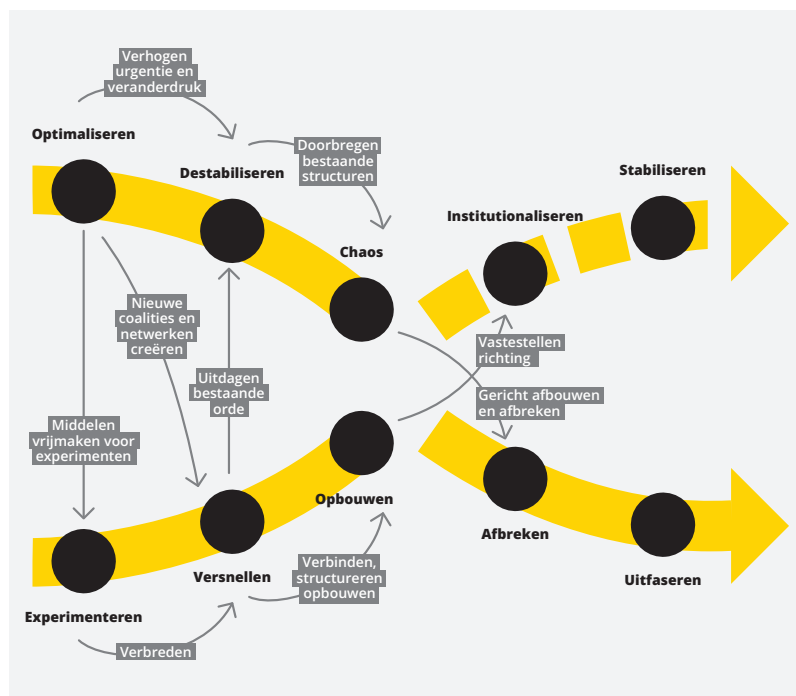 Verhogen
urgentie en
veranderdruk
Optimaliseren
Destabiliseren
Doorbregen
bestaande
structuren
Chaos
Institutionaliseren
Stabiliseren
Nieuwe
coalities en
netwerken
creëren
Uitdagen
bestaande
orde
Middelen
vrijmaken voor
experimenten
Vastestellen
richting
Gericht afbouwen
en afbreken
Opbouwen
Afbreken
Versnellen
Verbinden,
structureren
opbouwen
Uitfaseren
Experimenteren
Verbreden